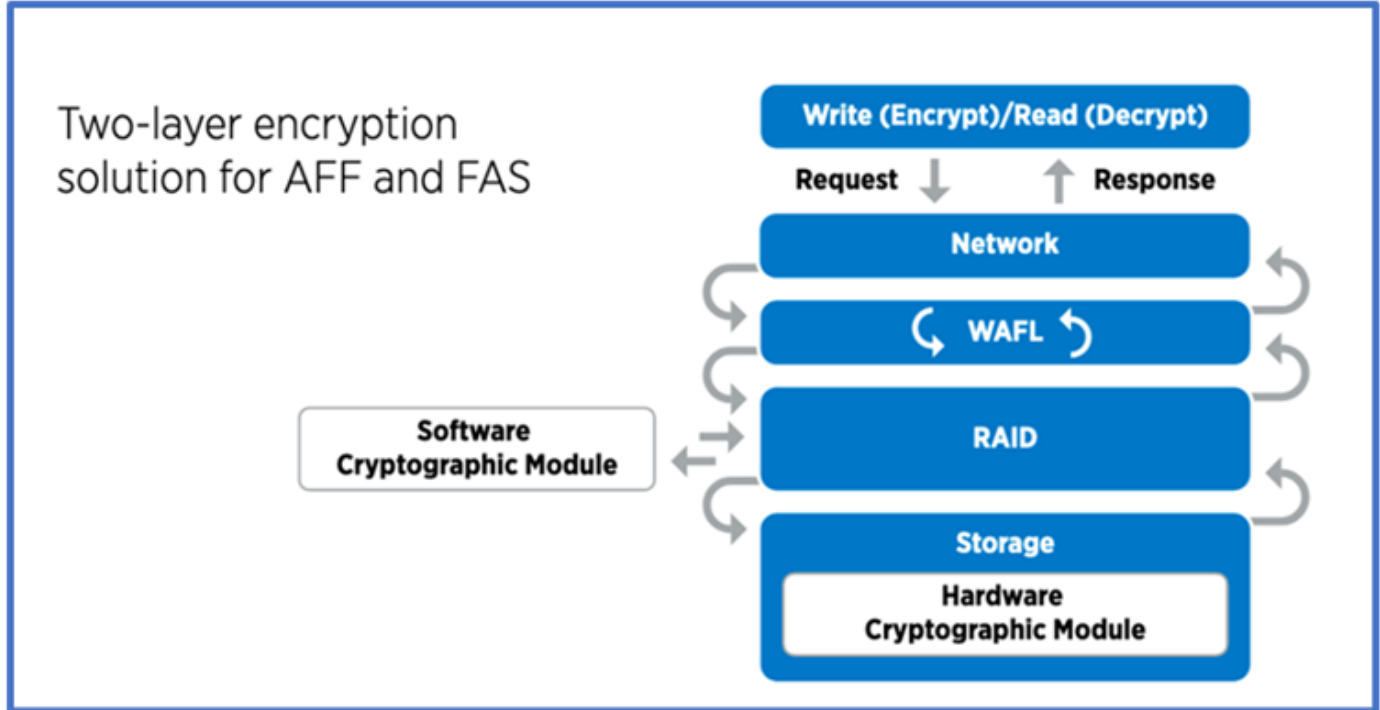 Two-layer encryption
solution for AFF and FAS
Write (Encrypt)/Read (Decrypt)
Request
Response
Network
WAFL
RAID
Software
Cryptographic Module
Storage
Hardware
Cryptographic Module